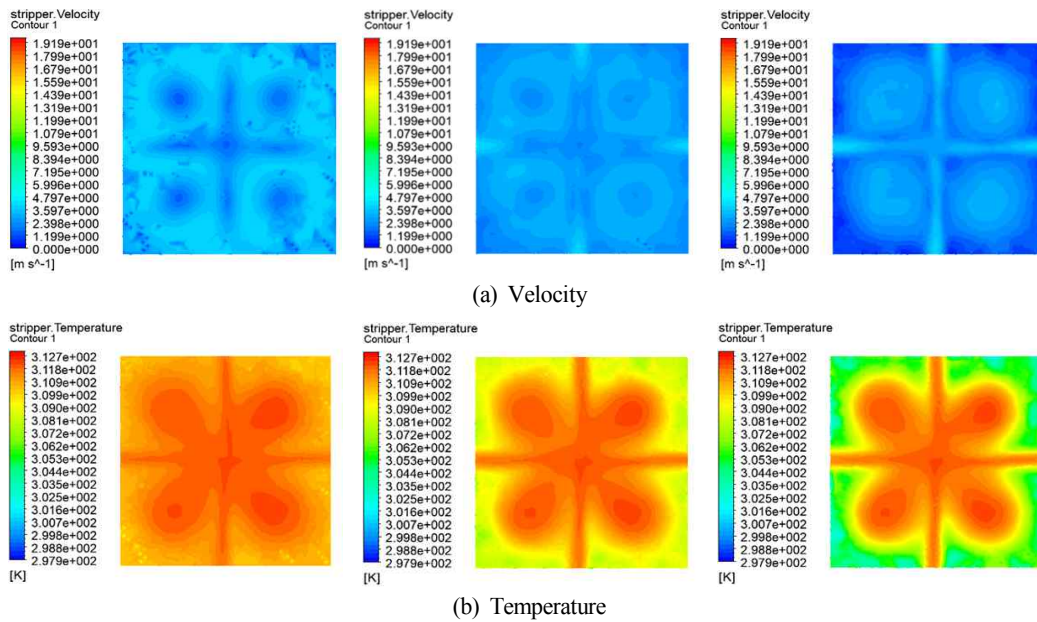 stripper.Velocity
Contour 1
1.919e+001
1.799e+001
1.679e+001
1.559e+001
1.439e+001
1.319e+001
1.199e+001
1.079e+001
9.593e+000
8.394e+000
7.195e+000
5.996e+000
4.797e+000
3.597e+000
2.398e+000
1.199e+000
0.000e+000
[m s^-1]
stripper.Velocity
Contour 1
1.919e+001
1.799e+001
1.679e+001
1.559e+001
1.439e+001
1.319e+001
1.199e+001
1.079e+001
9.593e+000
8.394e+000
7.195e+000
5.996e+000
4.797e+000
3.597e+000
2.398e+000
1.199e+000
0.000e+000
[m s^-1]
stripper.Velocity
Contour 1
1.919e+001
1.799e+001
1.679e+001
1.559e+001
1.439e+001
1.319e+001
1.199e+001
1.079e+001
9.593e+000
8.394e+000
7.195e+000
5.996e+000
4.797e+000
3.597e+000
2.398e+000
1.199e+000
0.000e+000
[m s^-1]
(a) Velocity
stripper.Temperature
Contour 1
3.127e+002
3.118e+002
3.109e+002
3.099e+002
3.090e+002
3.081e+002
3.072e+002
3.062e+002
3.053e+002
3.044e+002
3.035e+002
3.025e+002
3.016e+002
3.007e+002
2.998e+002
2.988e+002
2.979e+002
[K]
stripper.Temperature
Contour 1
3.127e+002
3.118e+002
3.109e+002
3.099e+002
3.090e+002
3.081e+002
3.072e+002
3.062e+002
3.053e+002
3.044e+002
3.035e+002
3.025e+002
3.016e+002
3.007e+002
2.998e+002
2.988e+002
2.979e+002
[K]
stripper.Temperature
Contour 1
3.127e+002
3.118e+002
3.109e+002
3.099e+002
3.090e+002
3.081e+002
3.072e+002
3.062e+002
3.053e+002
3.044e+002
3.035e+002
3.025e+002
3.016e+002
3.007e+002
2.998e+002
2.988e+002
2.979e+002
[K]
(b) Temperature